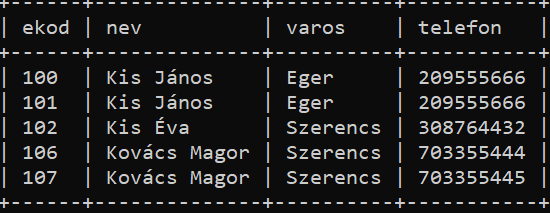 +------+--------------+----------+-----------+
| ekod | nev          | varos    | telefon   |
+------+--------------+----------+-----------+
| 100  | Kis János    | Eger     | 209555666 |
| 101  | Kis János    | Eger     | 209555666 |
| 102  | Kis Éva      | Szerencs | 308764432 |
| 106  | Kovács Magor | Szerencs | 703355444 |
| 107  | Kovács Magor | Szerencs | 703355445 |
+------+--------------+----------+-----------+